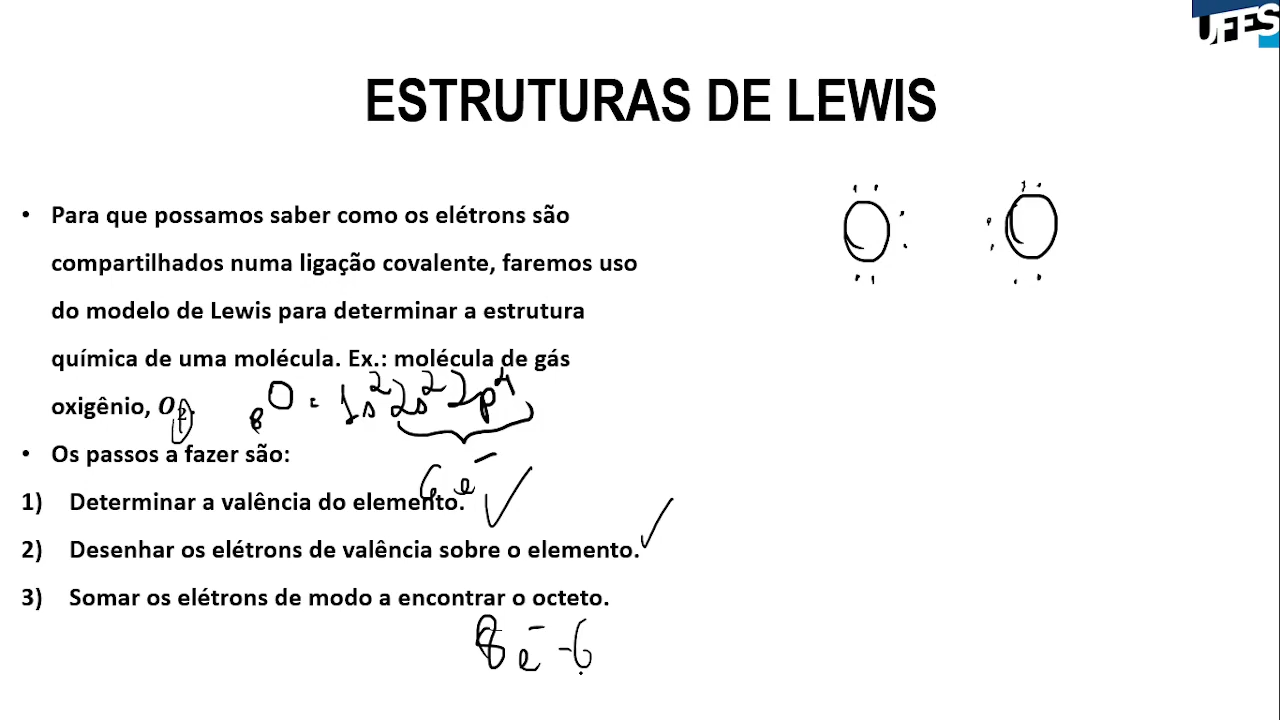 UFES
ESTRUTURAS DE LEWIS
• Para que possamos saber como os elétrons são
compartilhados numa ligação covalente, faremos uso
do modelo de Lewis para determinar a estrutura
química de uma molécula. Ex.: molécula de gás
oxigênio, O₂.
₈O = 1s² 2s² 2p⁴
• Os passos a fazer são:
6 e⁻
1) Determinar a valência do elemento.
2) Desenhar os elétrons de valência sobre o elemento.
3) Somar os elétrons de modo a encontrar o octeto.
8 e⁻ - 6
O O